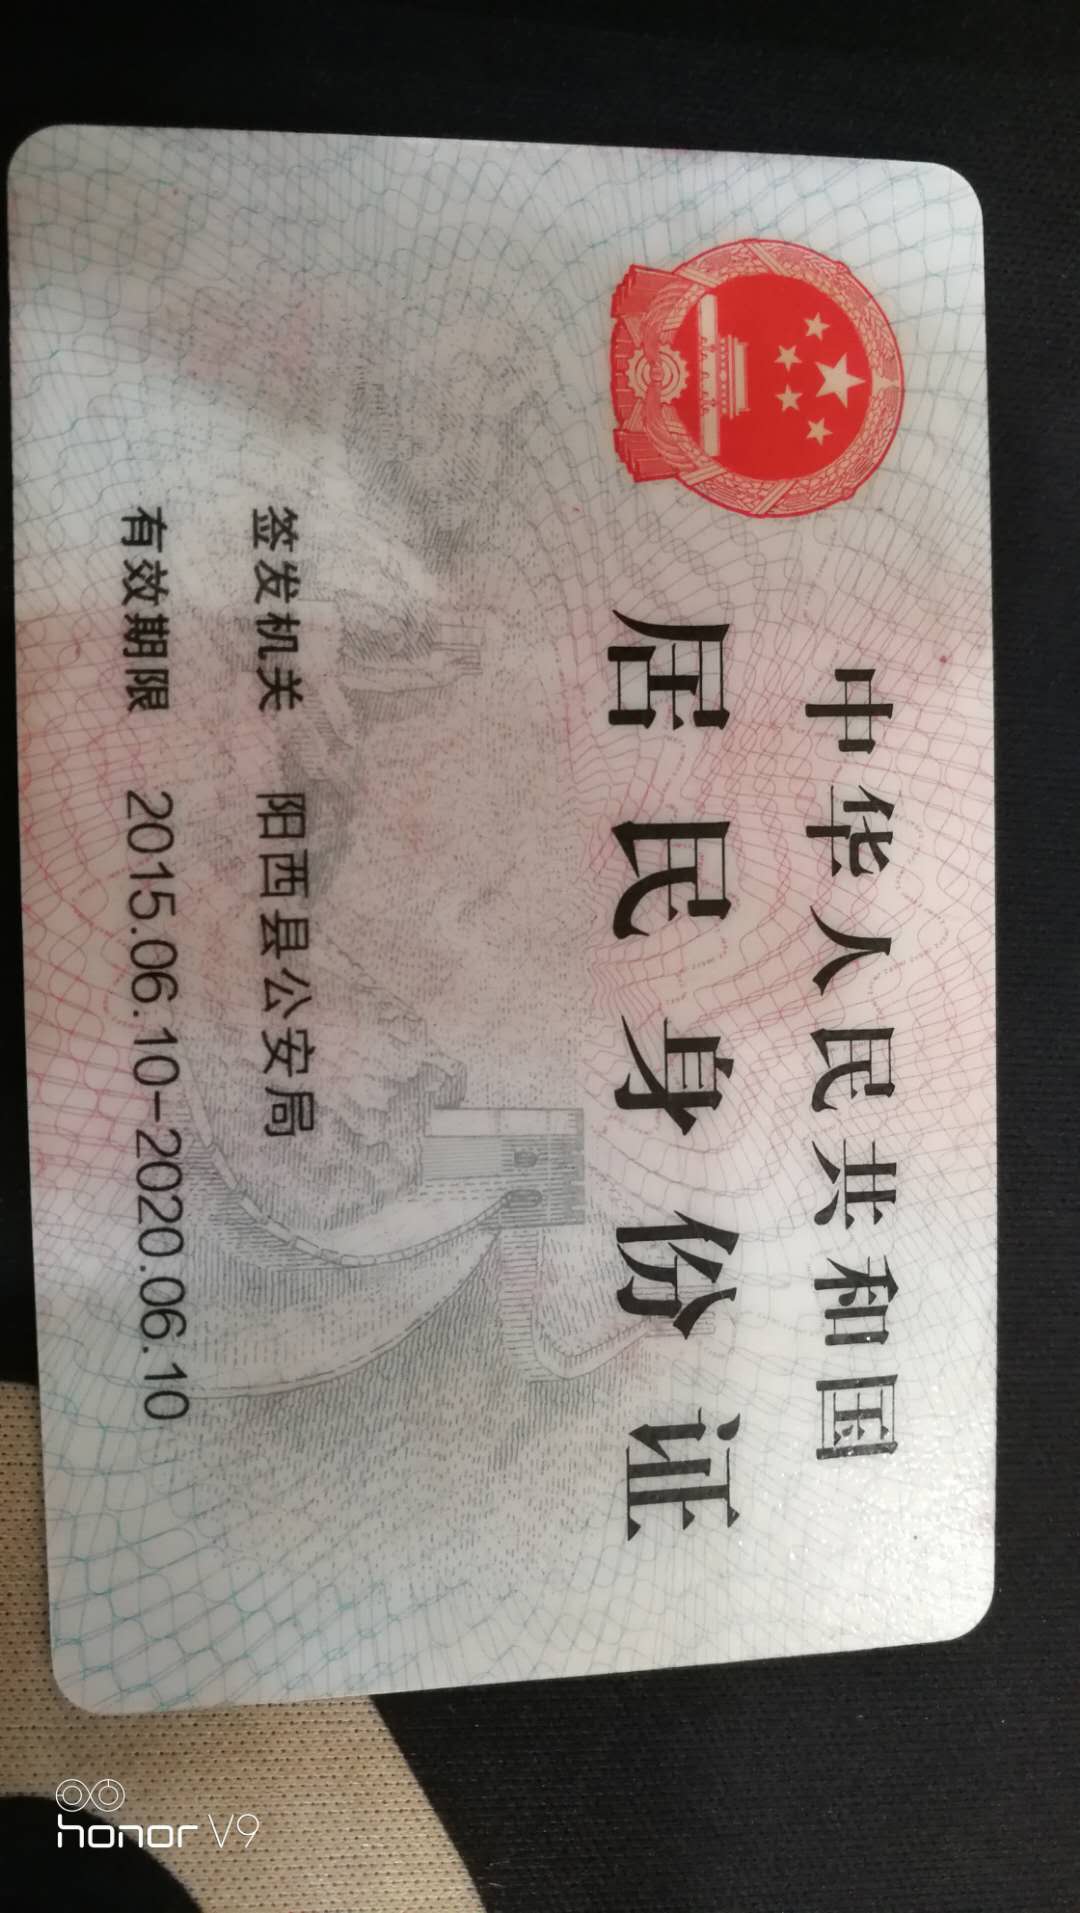 中华人民共和国
居民身份证
签发机关 阳西县公安局
有效期限 2015.06.10-2020.06.10
honor V9